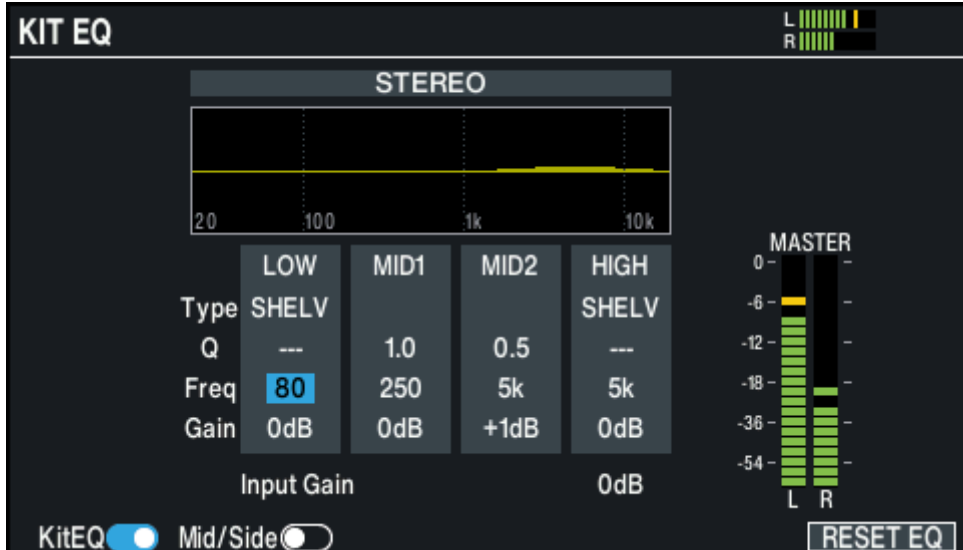 KIT EQ
L
R
STEREO
20 100 1k 10k
LOW MID1 MID2 HIGH
Type SHELV SHELV
Q --- 1.0 0.5 ---
Freq 80 250 5k 5k
Gain 0dB 0dB +1dB 0dB
Input Gain 0dB
MASTER
0
-6
-12
-18
-36
-54
L R
KitEQ Mid/Side RESET EQ